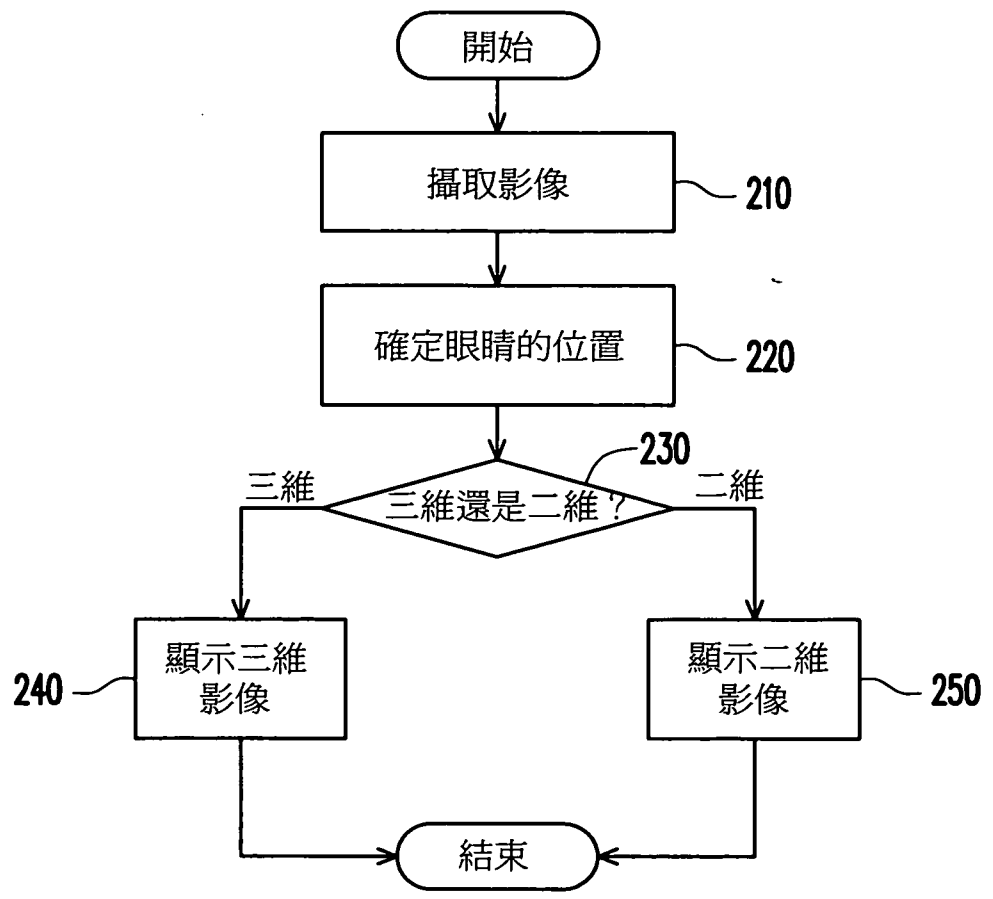 開始
攝取影像
210
確定眼睛的位置
220
230
三維
三維還是二維？
二維
顯示三維
影像
240
顯示二維
影像
250
結束